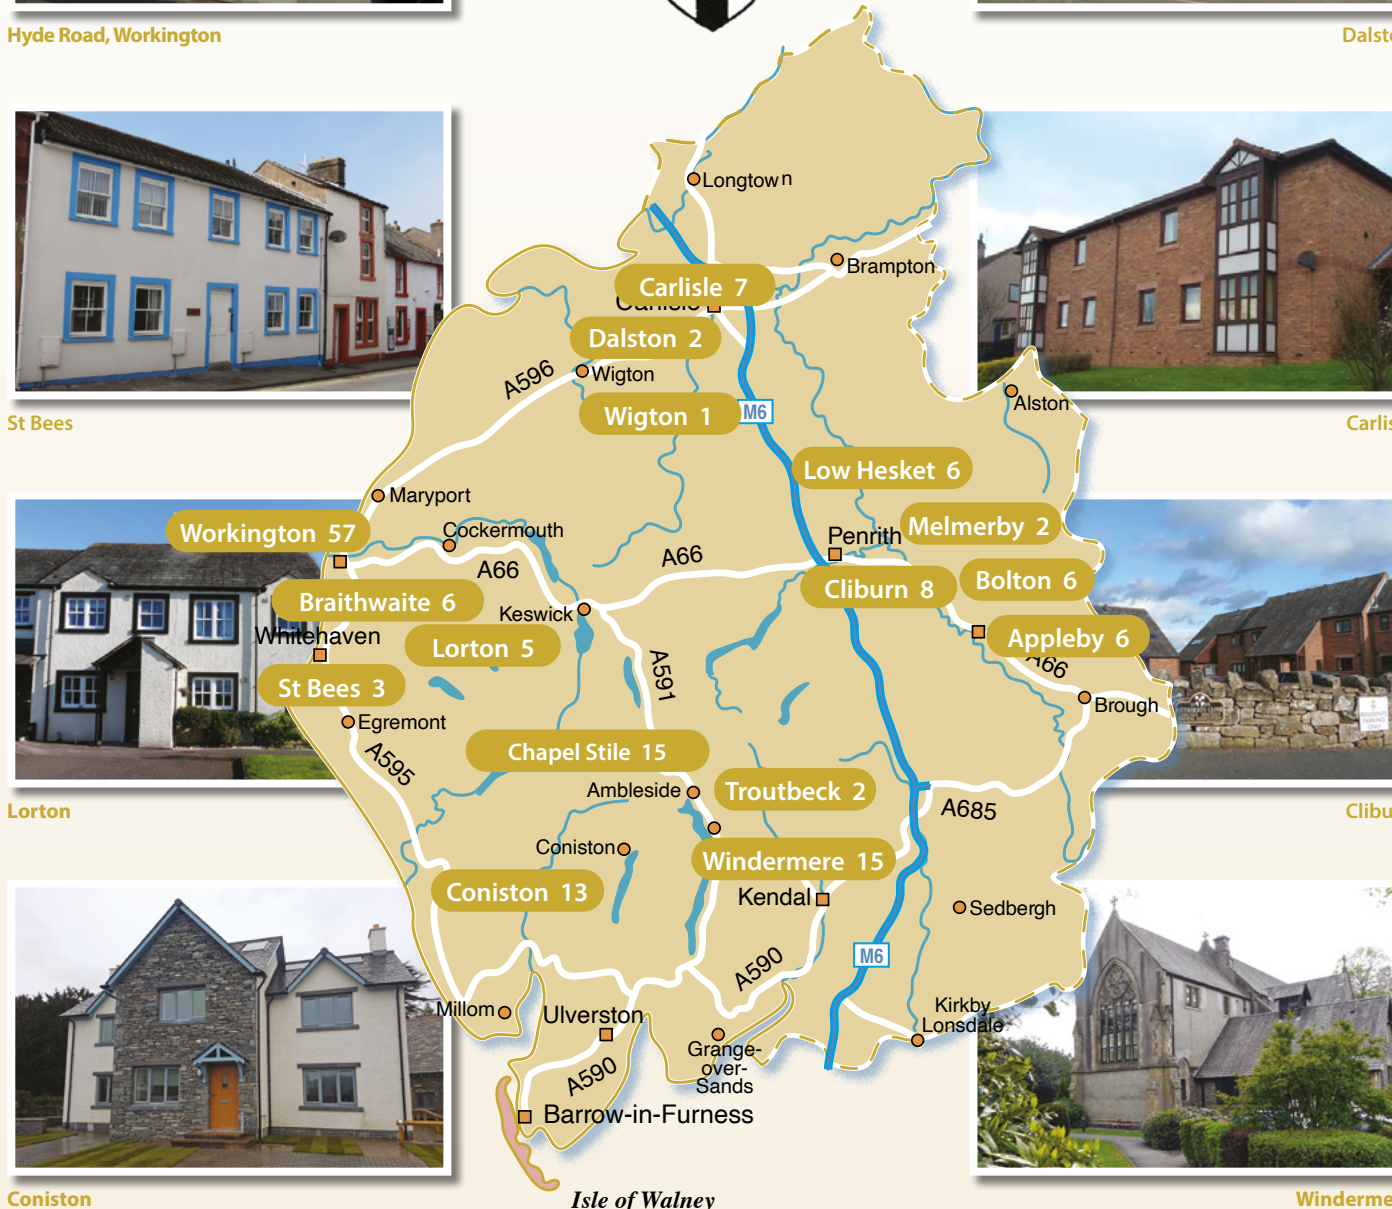 Hyde Road, Workington
Longtown
Brampton
Carlisle 7
Carlisle
Dalston 2
Wigton
A596
Wigton 1
M6
Alston
St Bees
Low Hesket 6
Maryport
Workington 57
Cockermouth
Penrith
Melmerby 2
A66
A66
Braithwaite 6
Keswick
Cliburn 8
Bolton 6
Whitehaven
Lorton 5
Appleby 6
A66
A591
St Bees 3
Egremont
Brough
A595
Chapel Stile 15
Ambleside
Troutbeck 2
A685
Lorton
Coniston
Windermere 15
Coniston 13
Kendal
Sedbergh
A590
M6
Millom
Ulverston
Kirkby
Lonsdale
Grange-
over-
Sands
A590
Barrow-in-Furness
Coniston
Isle of Walney